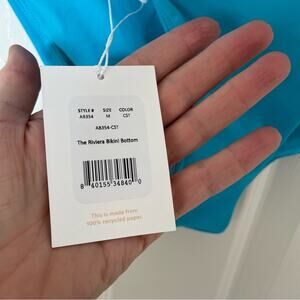 STYLE # SIZE COLOR
AB354 M CST
AB354-CST
The Riviera Bikini Bottom
8 40155 34840 0
This is made from
100% recycled paper.